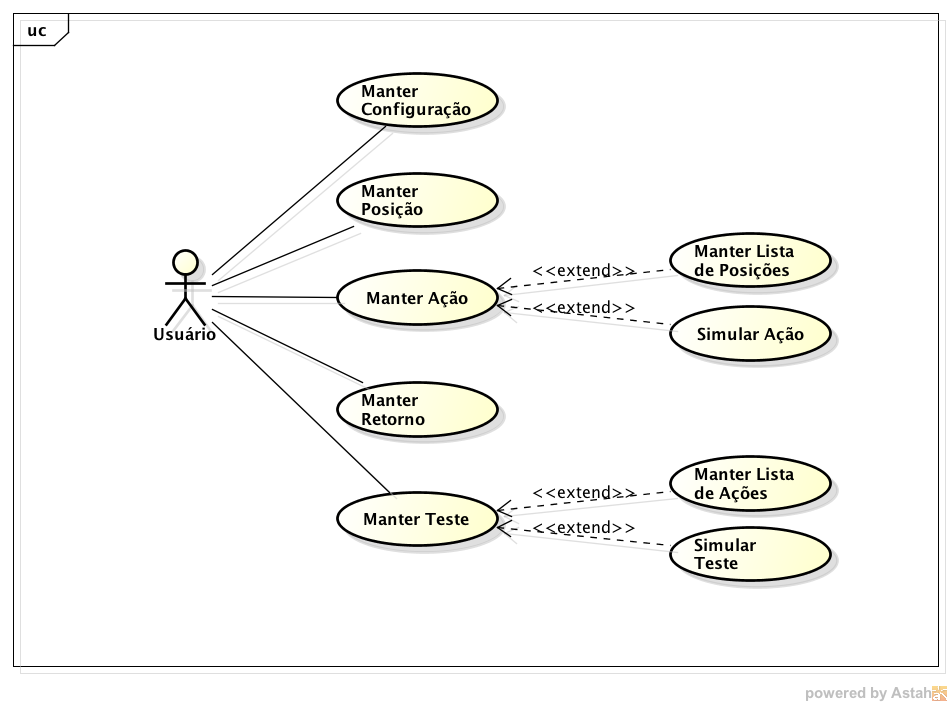 uc
Manter
Configuração
Manter
Posição
Manter Ação
Manter
Retorno
Manter Teste
Usuário
<<extend>>
<<extend>>
Manter Lista
de Posições
Simular Ação
<<extend>>
<<extend>>
Manter Lista
de Ações
Simular
Teste
powered by Astah